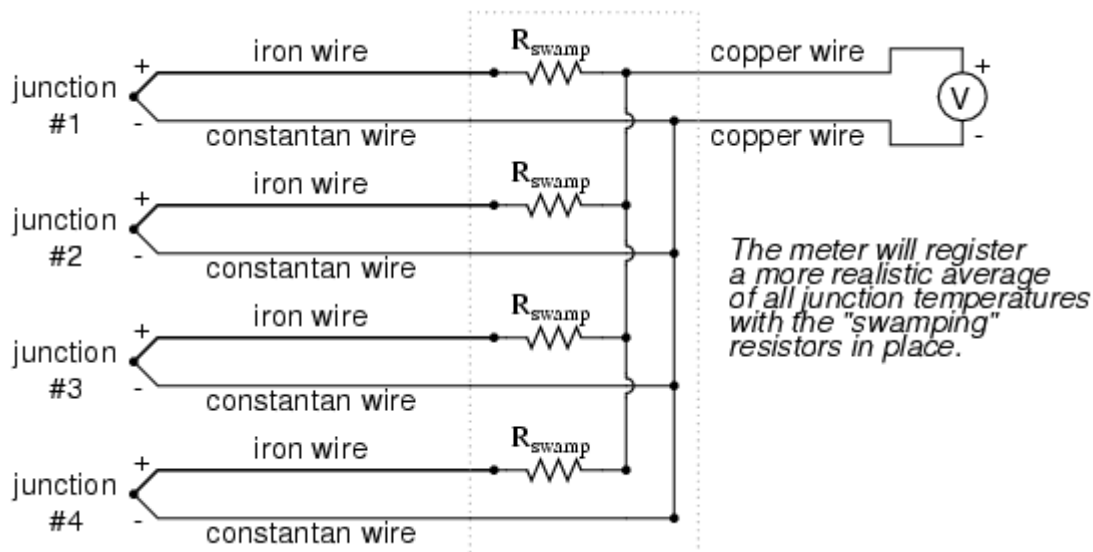 iron wire
Rswamp
copper wire
+
+
junction
#1
V
-
-
constantan wire
copper wire
iron wire
Rswamp
+
junction
#2
-
constantan wire
The meter will register
a more realistic average
of all junction temperatures
with the "swamping"
resistors in place.
iron wire
Rswamp
+
junction
#3
-
constantan wire
iron wire
Rswamp
+
junction
#4
-
constantan wire